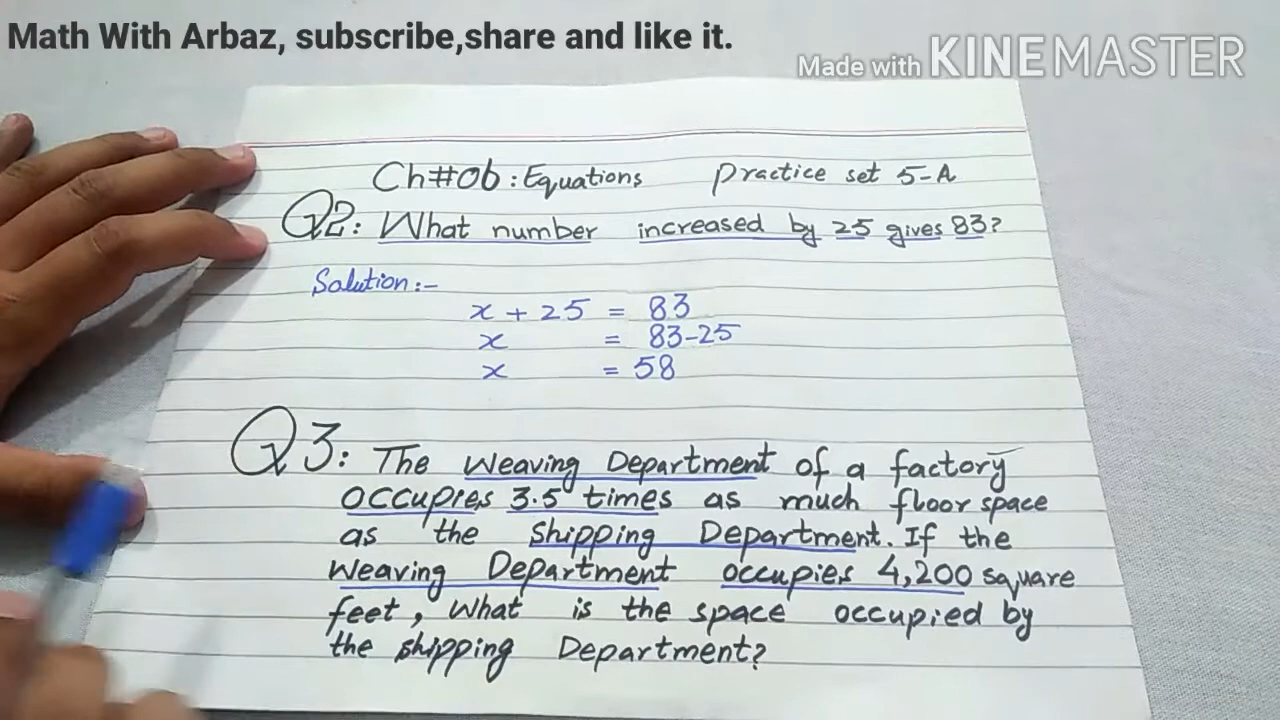 Math With Arbaz, subscribe,share and like it.
Made with KINEMASTER
Ch#06: Equations Practice set 5-A
Q2: What number increased by 25 gives 83?
Solution:-
x + 25 = 83
x = 83-25
x = 58
Q3: The Weaving Department of a factory
occupies 3.5 times as much floor space
as the Shipping Department. If the
Weaving Department occupies 4,200 square
feet, What is the space occupied by
the shipping Department?